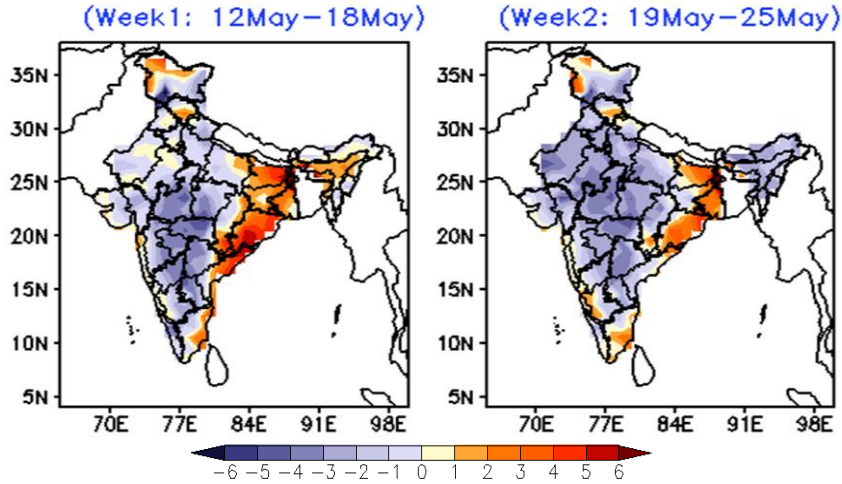 (Week1: 12May−18May)
(Week2: 19May−25May)
35N
30N
25N
20N
15N
10N
5N
70E 77E 84E 91E 98E
35N
30N
25N
20N
15N
10N
5N
70E 77E 84E 91E 98E
−6 −5 −4 −3 −2 −1 0 1 2 3 4 5 6